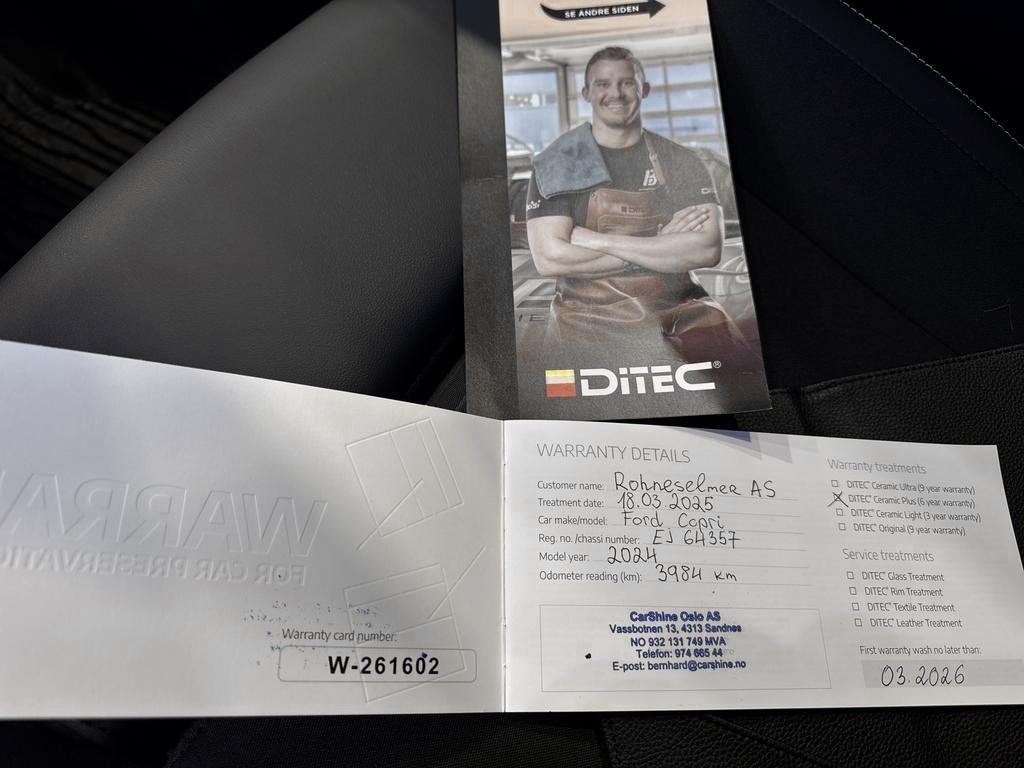 SE ANDRE SIDEN
DiTEC®
WARRANTY DETAILS
Customer name: Rohneselmer AS
Treatment date: 18.03 2025
Car make/model: Ford Copri
Reg. no./chassi number: EJ 64357
Model year: 2024
Odometer reading (km): 3984 км
CarShine Oslo AS
Vassbotnen 13, 4313 Sandnes
NO 932 131 749 MVA
Telefon: 974 665 44
E-post: bernhard@carshine.no
Warranty treatments
DITEC® Ceramic Ultra (9 year warranty)
DITEC® Ceramic Plus (6 year warranty)
DITEC® Ceramic Light (3 year warranty)
DITEC® Original (9 year warranty)
Service treatments
DITEC® Glass Treatment
DITEC® Rim Treatment
DITEC® Textile Treatment
DITEC® Leather Treatment
First warranty wash no later than:
03.2026
Warranty card number:
W-261602
FOR CAR PRESERVATIO